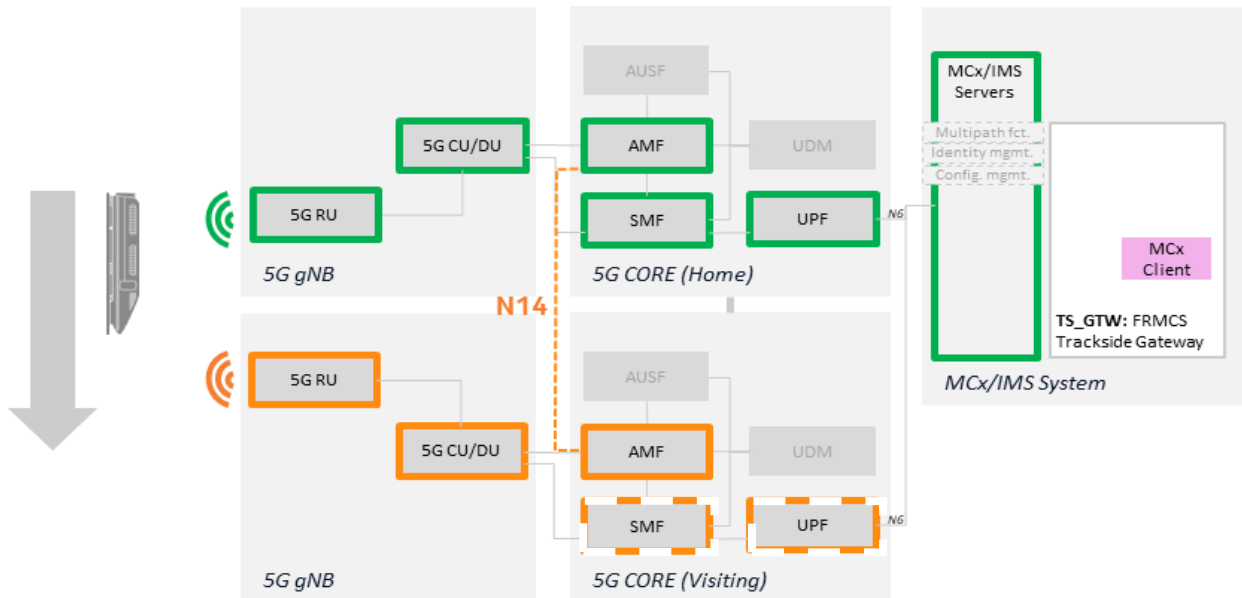 AUSF
5G CU/DU
AMF
UDM
5G RU
SMF
UPF
N6
5G gNB
5G CORE (Home)
MCx/IMS
Servers
Multipath fct.
Identity mgmt.
Config. mgmt.
MCx
Client
TS_GTW: FRMCS
Trackside Gateway
MCx/IMS System
N14
5G RU
AUSF
5G CU/DU
AMF
UDM
SMF
UPF
N6
5G gNB
5G CORE (Visiting)